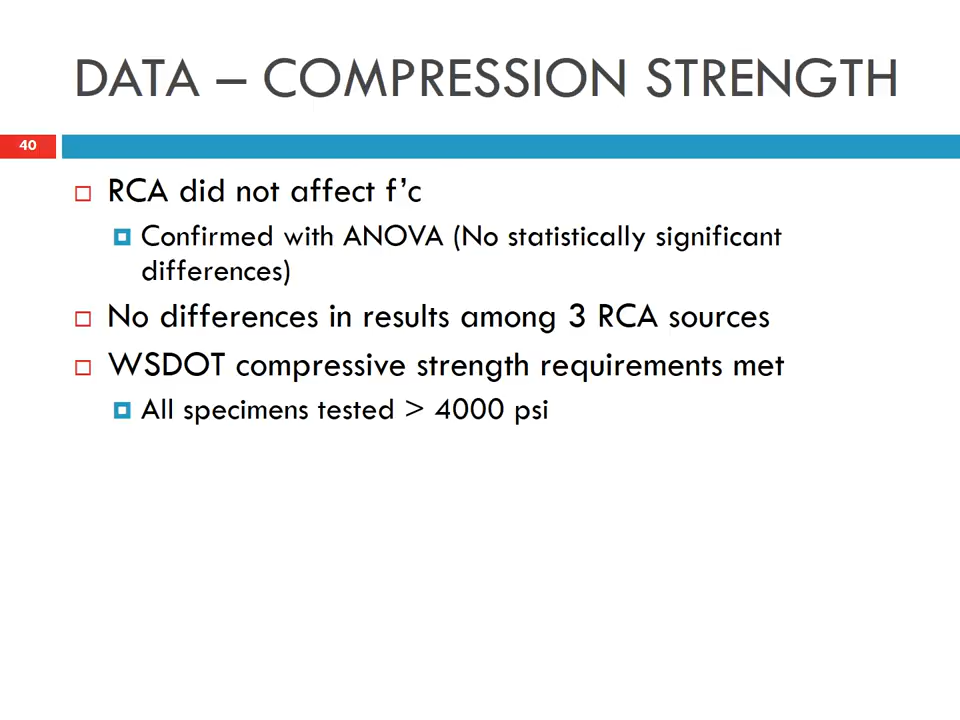 DATA – COMPRESSION STRENGTH
40
RCA did not affect f’c
Confirmed with ANOVA (No statistically significant
differences)
No differences in results among 3 RCA sources
WSDOT compressive strength requirements met
All specimens tested > 4000 psi